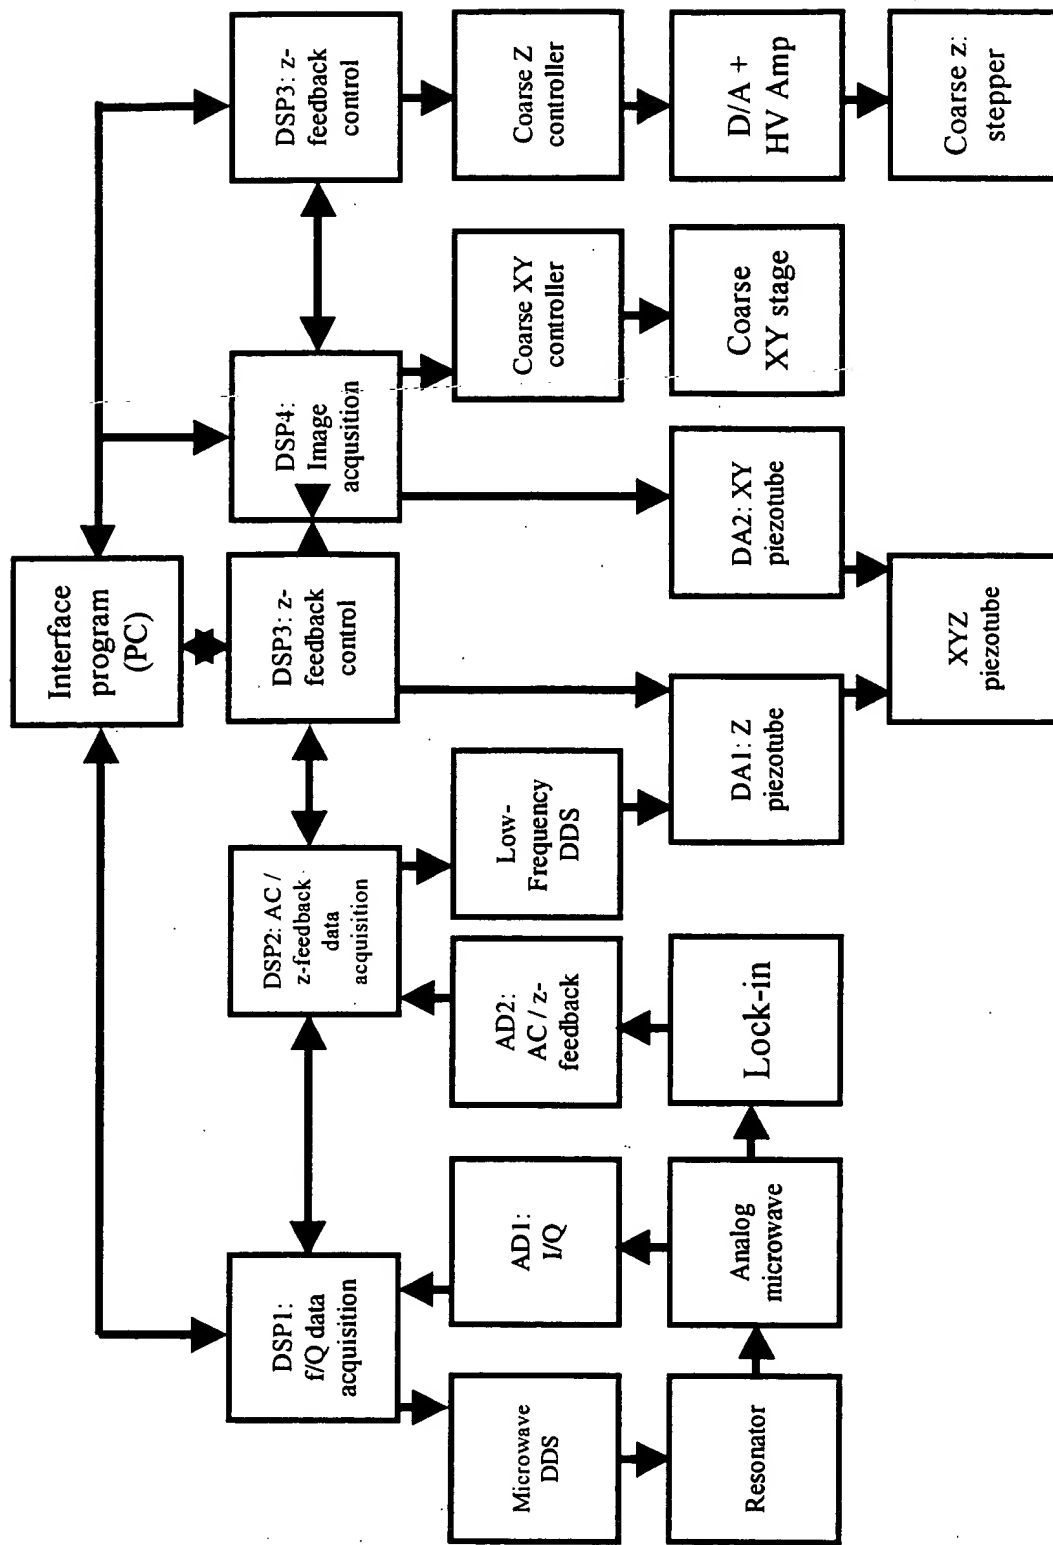 Interface
program
(PC)
DSP1:
f/Q data
acquisition
DSP2: AC /
z-feedback
data
acquisition
DSP3: z-
feedback
control
DSP4:
Image
acqusition
DSP3: z-
feedback
control
Microwave
DDS
AD1:
I/Q
AD2:
AC / z-
feedback
Low-
Frequency
DDS
Coarse XY
controller
Coarse Z
controller
Resonator
Analog
microwave
Lock-in
DA1: Z
piezotube
DA2: XY
piezotube
Coarse
XY stage
D/A +
HV Amp
XYZ
piezotube
Coarse z:
stepper